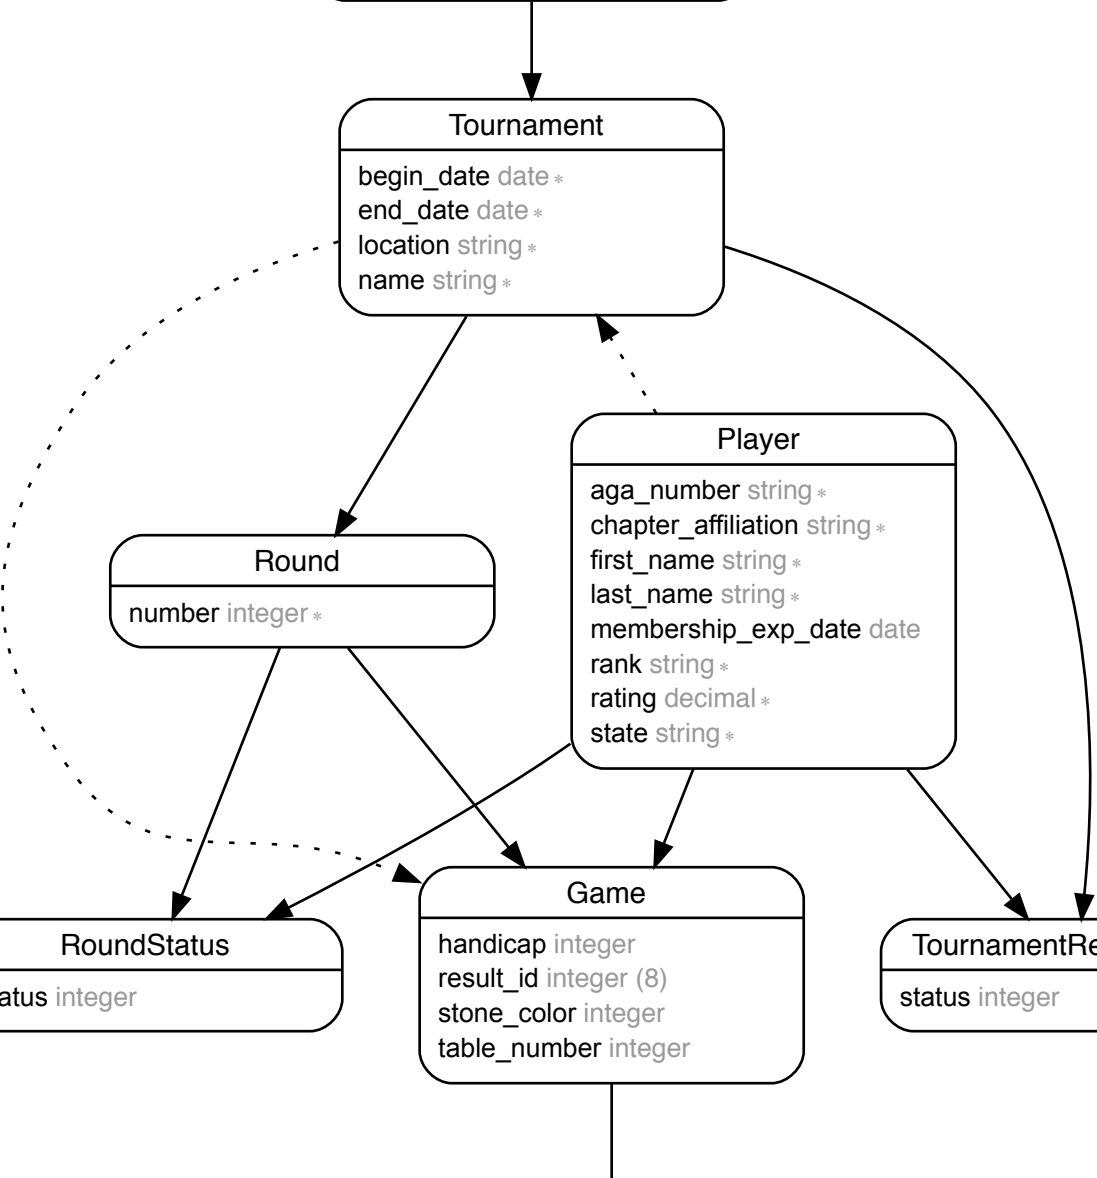 Tournament
begin_date date *
end_date date *
location string *
name string *
Player
aga_number string *
chapter_affiliation string *
first_name string *
last_name string *
membership_exp_date date
rank string *
rating decimal *
state string *
Round
number integer *
RoundStatus
atus integer
Game
handicap integer
result_id integer (8)
stone_color integer
table_number integer
TournamentRe
status integer